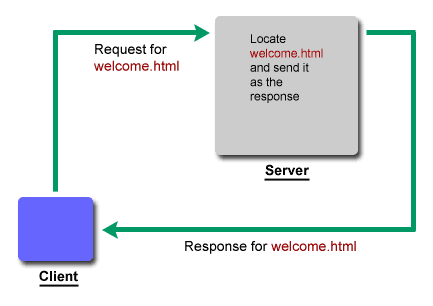 Request for
welcome.html
Locate
welcome.html
and send it
as the
response
Server
Response for welcome.html
Client